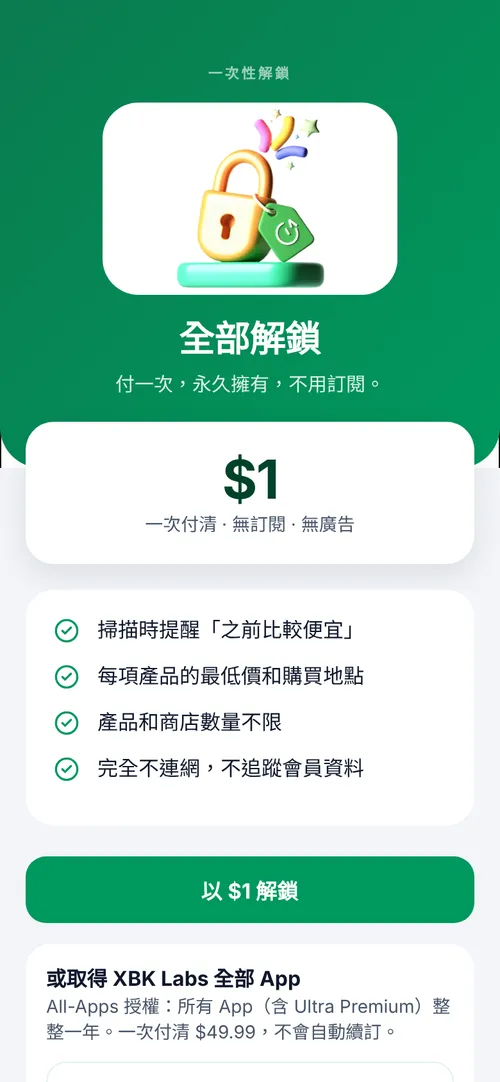 一次性解鎖
全部解鎖
付一次，永久擁有，不用訂閱。
$1
一次付清 · 無訂閱 · 無廣告
掃描時提醒「之前比較便宜」
每項產品的最低價和購買地點
產品和商店數量不限
完全不連網，不追蹤會員資料
以 $1 解鎖
或取得 XBK Labs 全部 App
All-Apps 授權：所有 App（含 Ultra Premium）整
整一年。一次付清 $49.99，不會自動續訂。